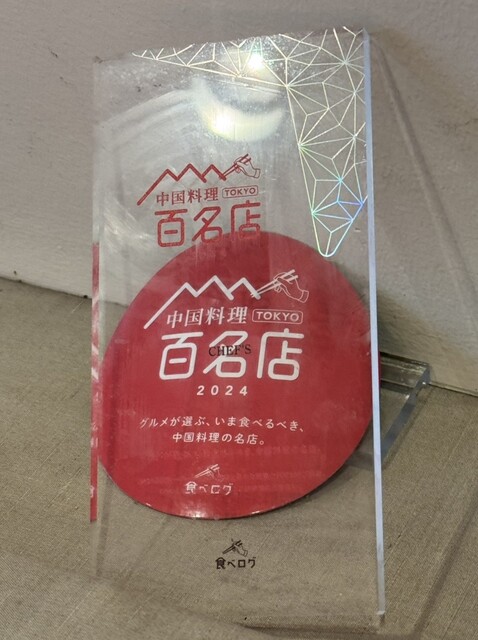 中国料理 TOKYO
百名店
中国料理 TOKYO
百名店
CHEF'S
2024
グルメが選ぶ、いま食べるべき、
中国料理の名店。
食べログ
食べログ